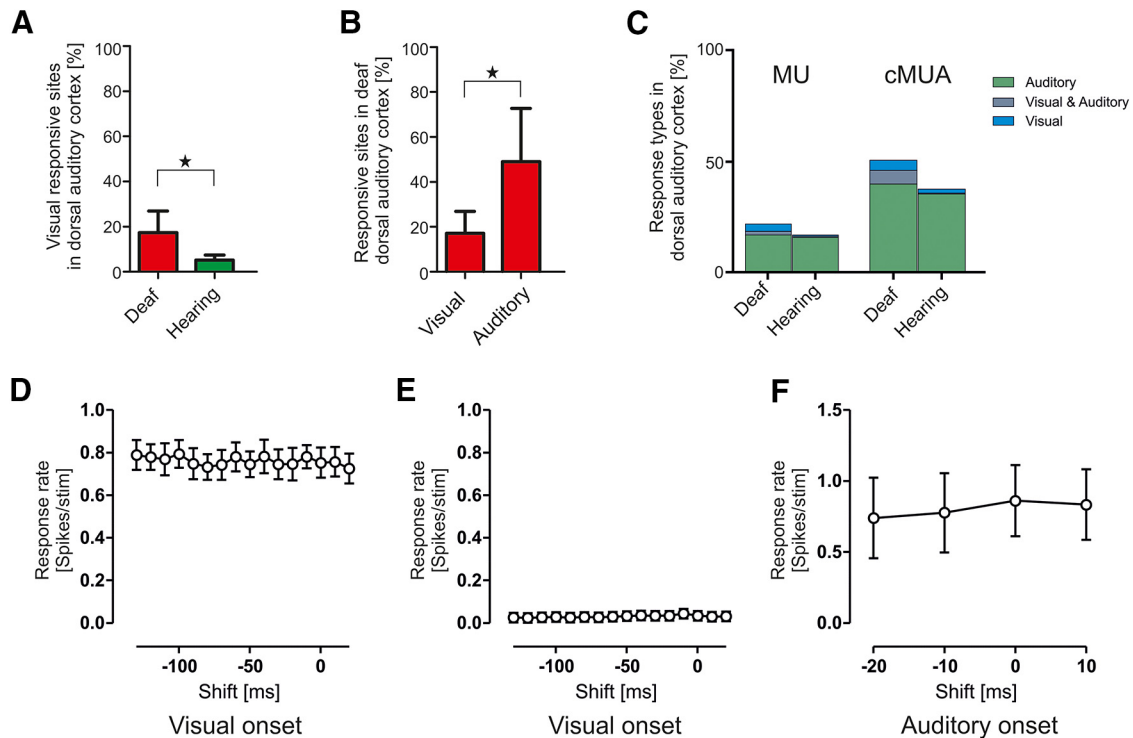 A
Visual responsive sites
in dorsal auditory cortex [%]
100
80
60
40
20
0
★
Deaf
Hearing
B
Responsive sites in deaf
dorsal auditory cortex [%]
100
80
60
40
20
0
★
Visual
Auditory
C
Response types in
dorsal auditory cortex [%]
100
50
0
MU
cMUA
Deaf
Hearing
Deaf
Hearing
Auditory
Visual & Auditory
Visual
D
Response rate
[Spikes/stim]
1.0
0.8
0.6
0.4
0.2
0.0
-100
-50
0
Shift [ms]
Visual onset
E
Response rate
[Spikes/stim]
1.0
0.8
0.6
0.4
0.2
0.0
-100
-50
0
Shift [ms]
Visual onset
F
Response rate
[Spikes/stim]
1.5
1.0
0.5
0.0
-20
-10
0
10
Shift [ms]
Auditory onset